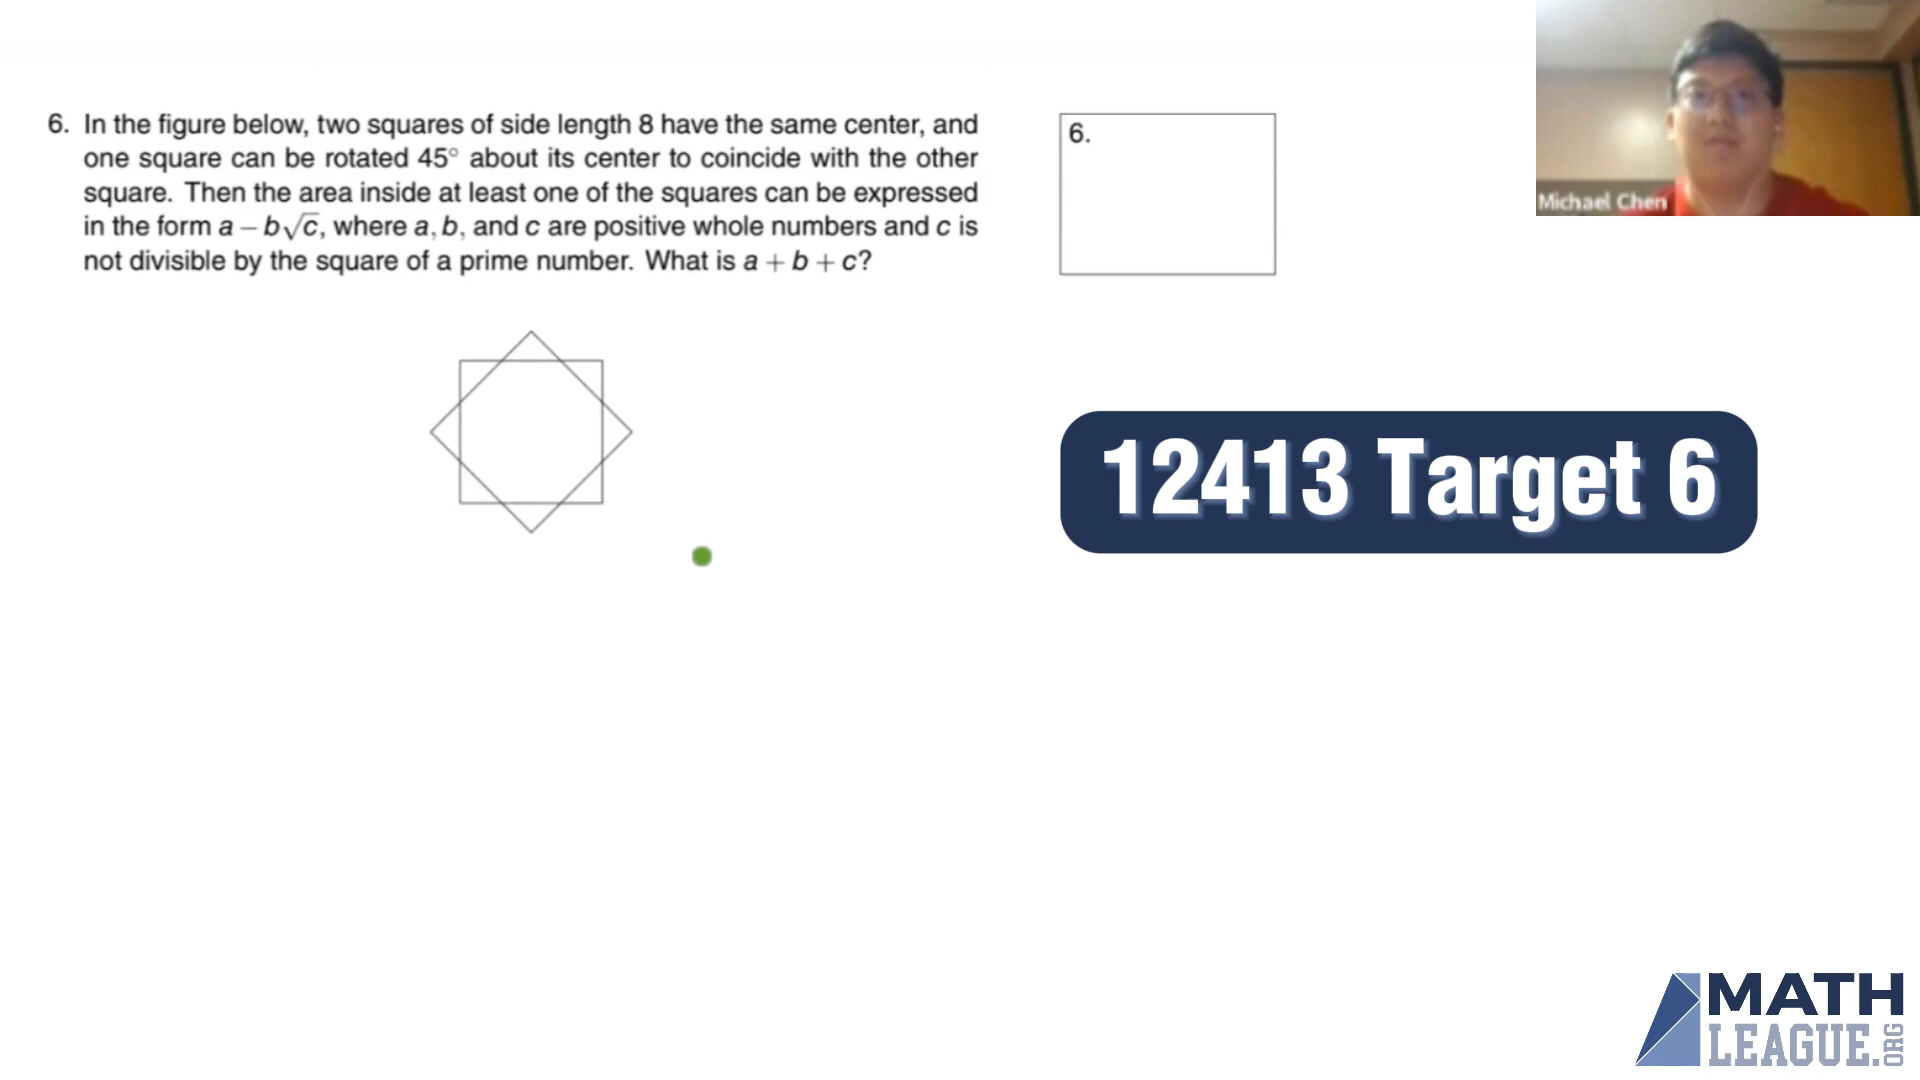 6. In the figure below, two squares of side length 8 have the same center, and
one square can be rotated 45° about its center to coincide with the other
square. Then the area inside at least one of the squares can be expressed
in the form a − b√c, where a, b, and c are positive whole numbers and c is
not divisible by the square of a prime number. What is a + b + c?
6.
Michael Chen
12413 Target 6
MATH
LEAGUE.ORG